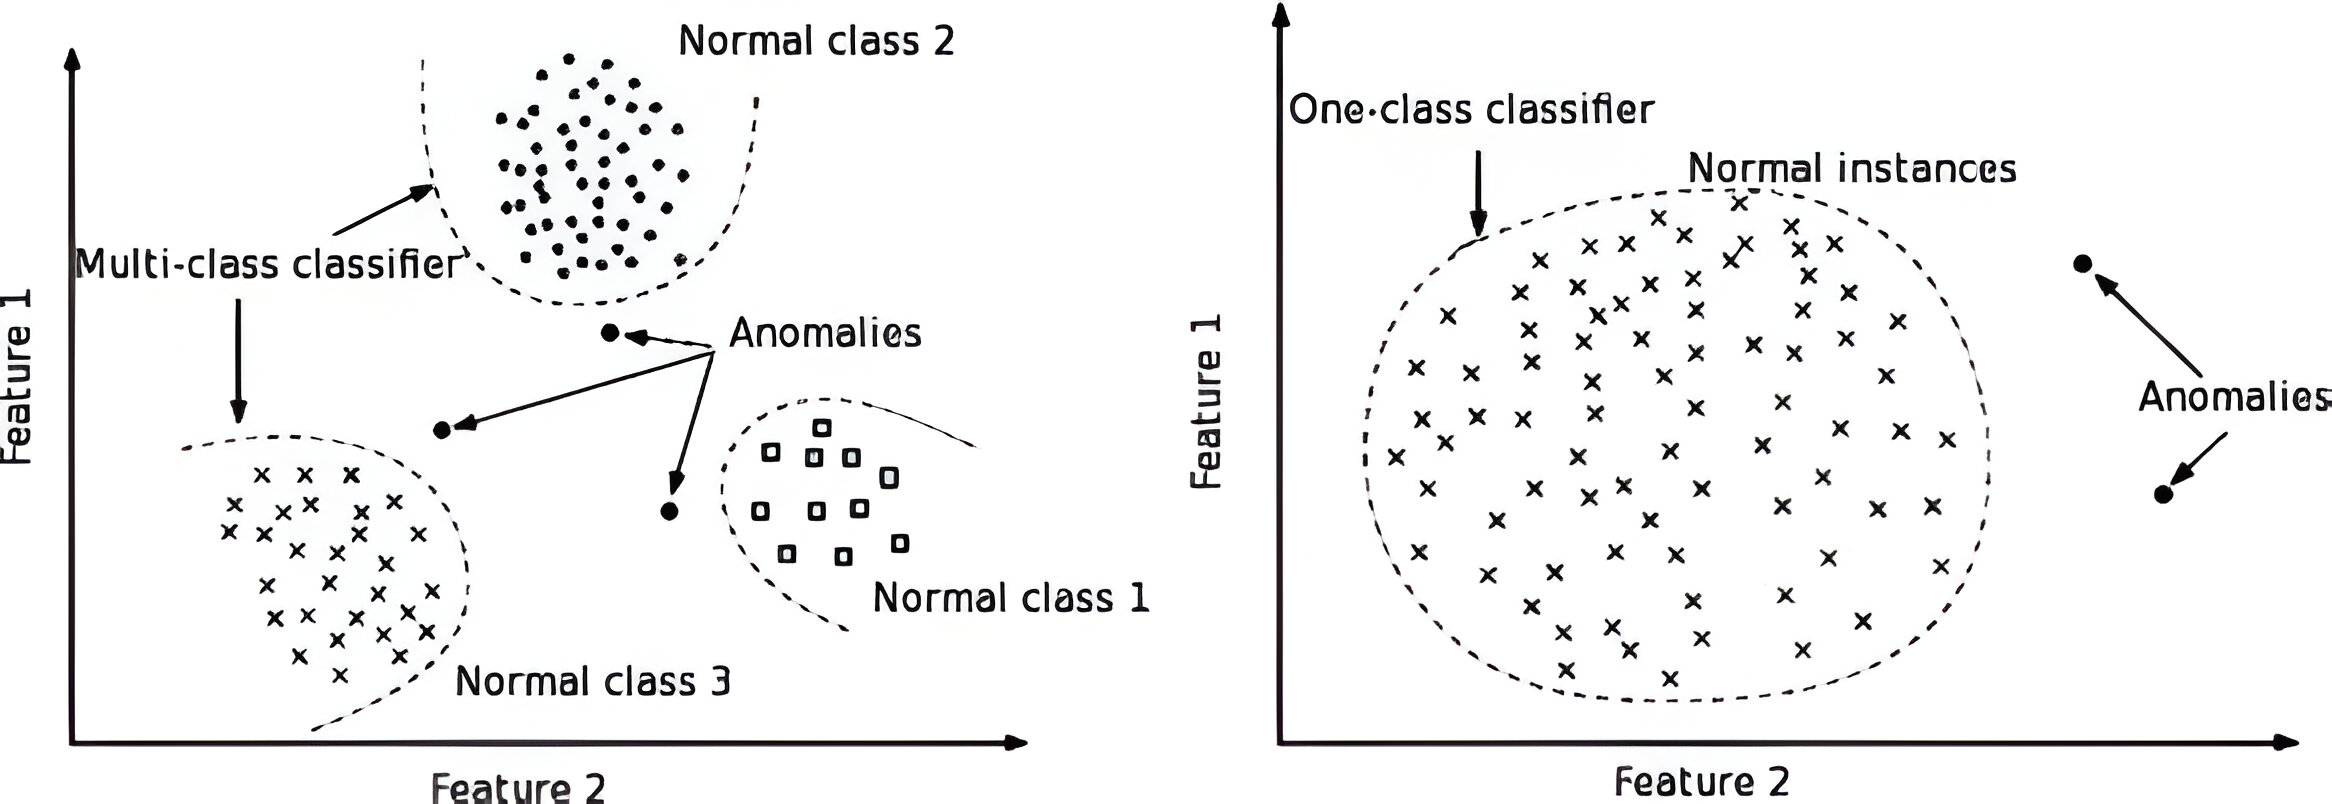 Normal class 2
Multi-class classifier
Anomalies
Normal class 1
Normal class 3
Feature 1
Feature 2
One-class classifier
Normal instances
Anomalies
Feature 1
Feature 2